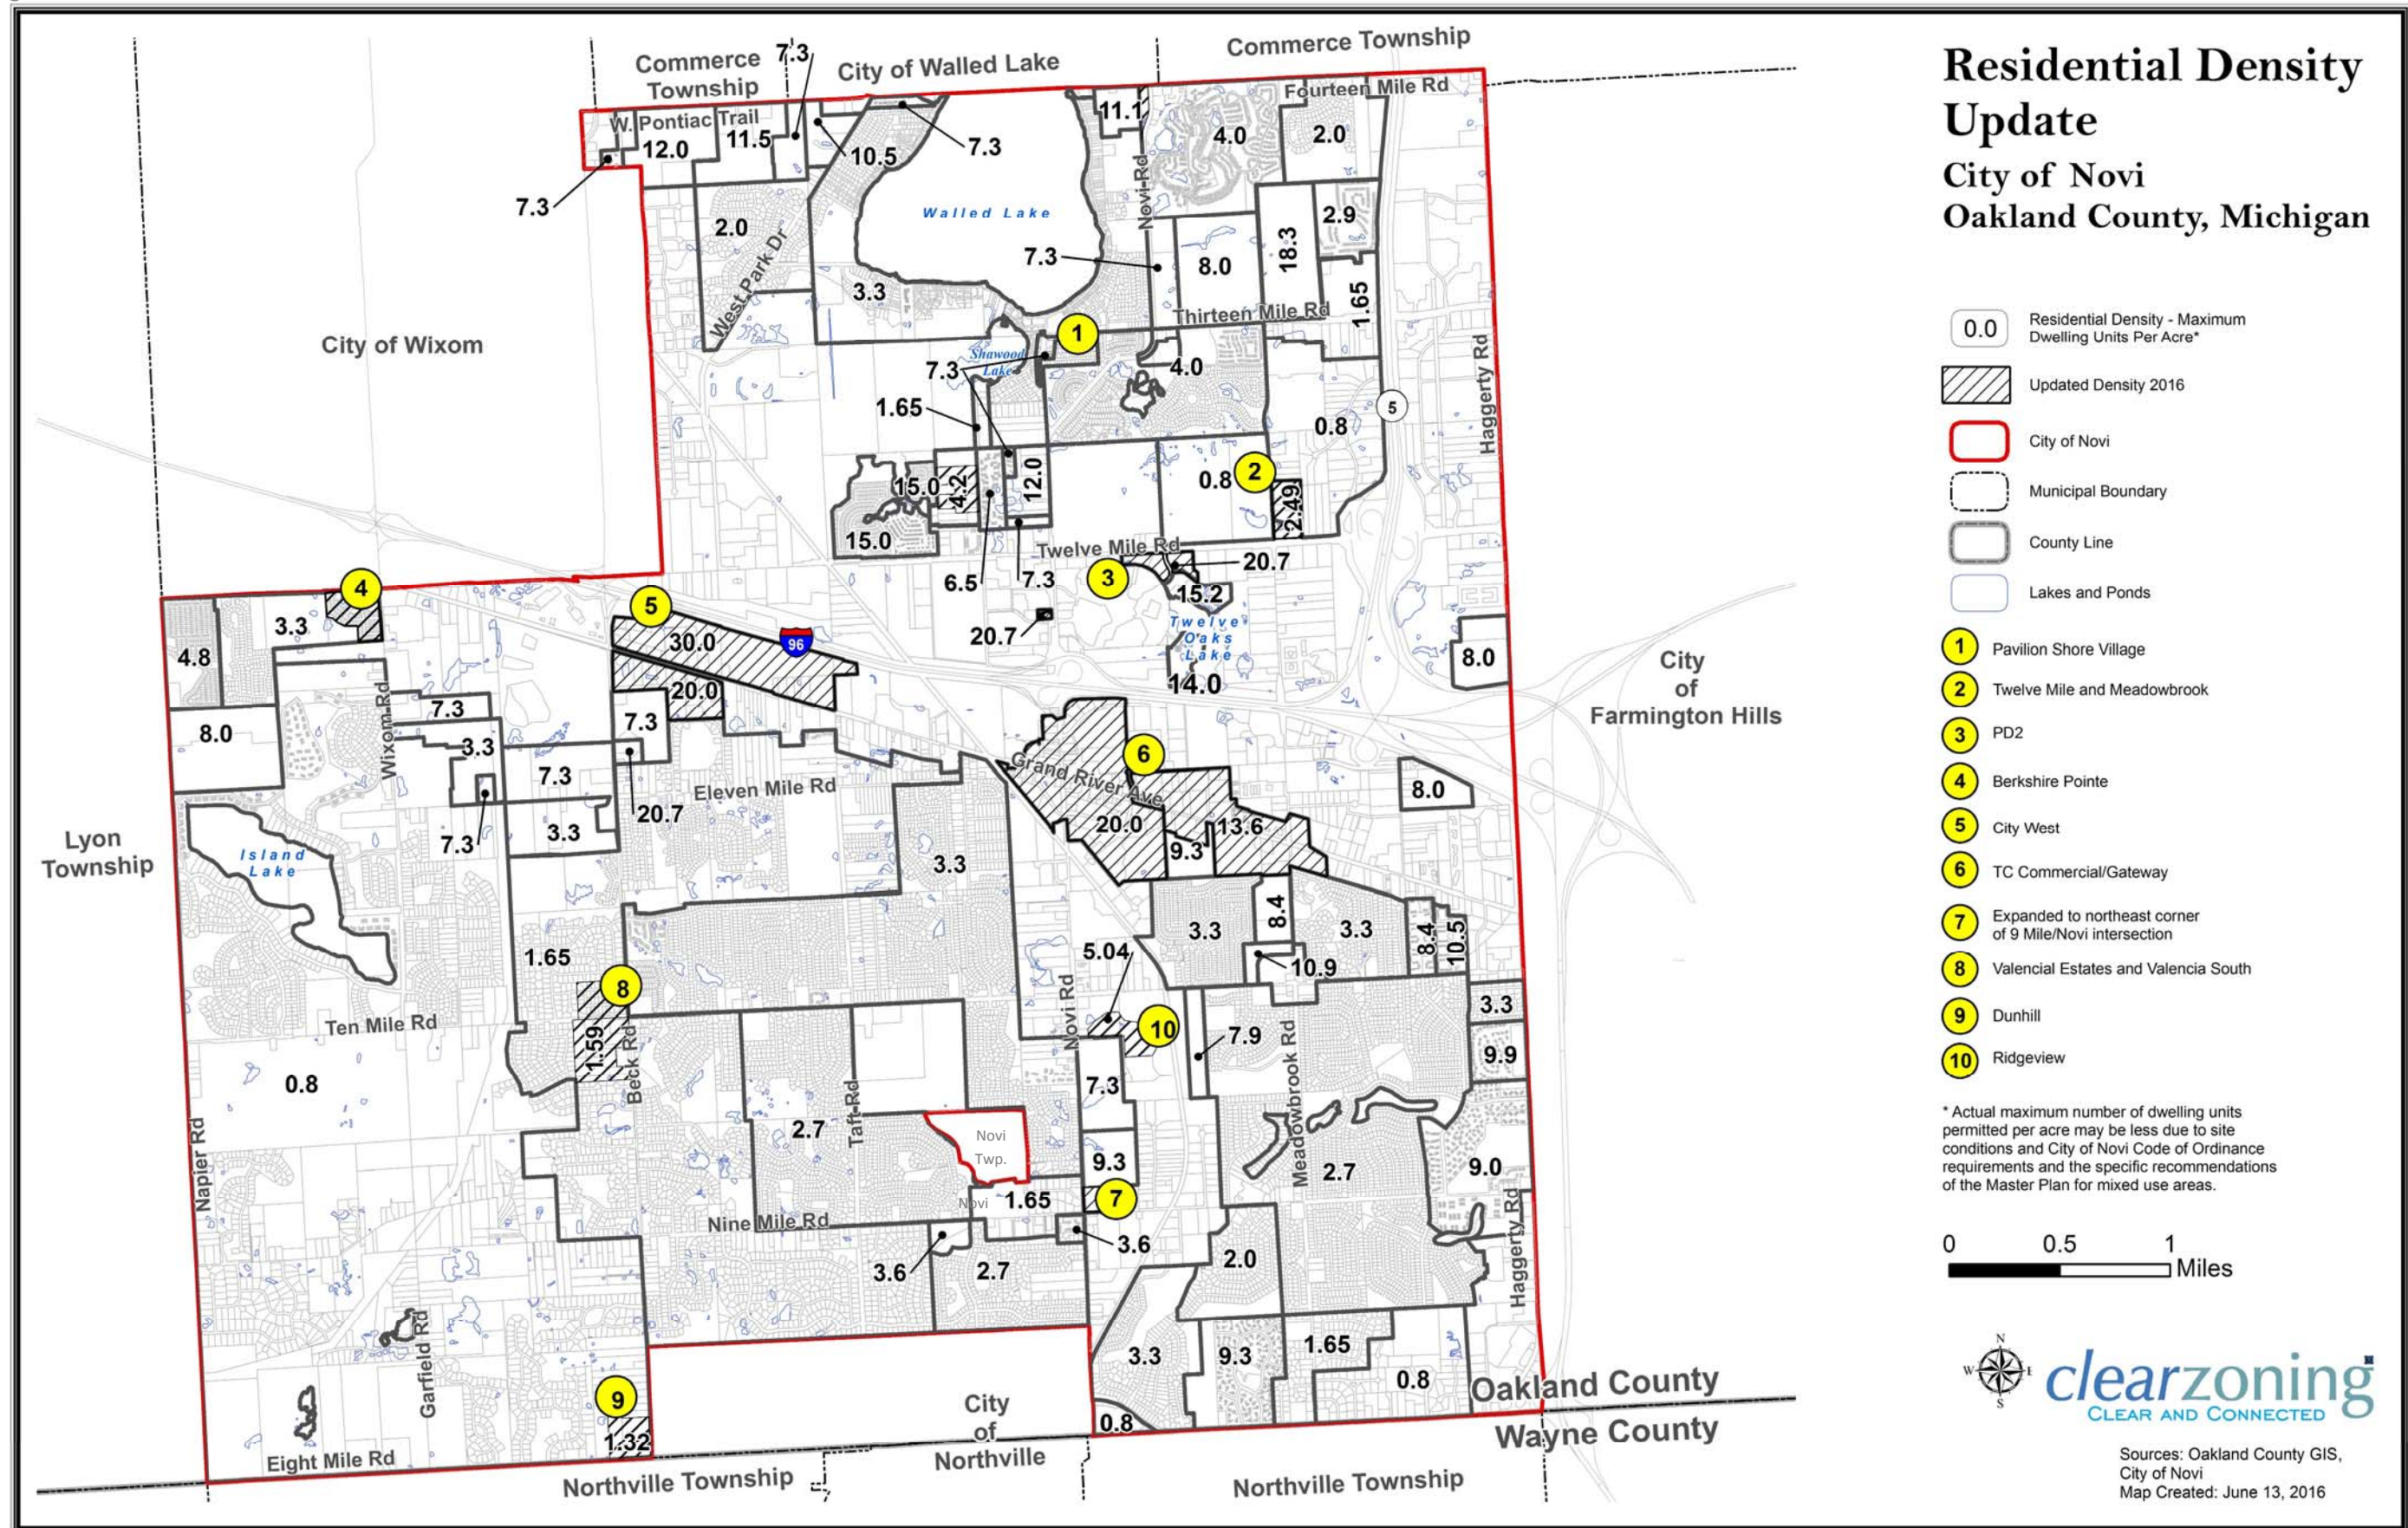 Residential Density
Update
City of Novi
Oakland County, Michigan
0.0
Residential Density - Maximum
Dwelling Units Per Acre*
Updated Density 2016
City of Novi
Municipal Boundary
County Line
Lakes and Ponds
1 Pavilion Shore Village
2 Twelve Mile and Meadowbrook
3 PD2
4 Berkshire Pointe
5 City West
6 TC Commercial/Gateway
7 Expanded to northeast corner
of 9 Mile/Novi intersection
8 Valencial Estates and Valencia South
9 Dunhill
10 Ridgeview
* Actual maximum number of dwelling units
permitted per acre may be less due to site
conditions and City of Novi Code of Ordinance
requirements and the specific recommendations
of the Master Plan for mixed use areas.
0 0.5 1
Miles
N
W E
S
clearzoning
CLEAR AND CONNECTED
Sources: Oakland County GIS,
City of Novi
Map Created: June 13, 2016
Commerce
Township
7.3
City of Walled Lake
Commerce Township
Fourteen Mile Rd
W. Pontiac Trail
12.0
11.5
10.5
7.3
11.1
4.0
2.0
7.3
2.0
West Park Dr
Walled Lake
Novi Rd
2.9
18.3
7.3
8.0
3.3
1.65
Thirteen Mile Rd
1
City of Wixom
Shawood
Lake
7.3
4.0
Haggerty Rd
1.65
5
0.8
15.0
4.2
12.0
0.8
2
2.49
15.0
Twelve Mile Rd
20.7
6.5
7.3
3
15.2
4
5
3.3
20.7
Twelve
Oaks
Lake
30.0
96
4.8
8.0
City
of
Farmington Hills
14.0
20.0
7.3
7.3
8.0
Wixom Rd
3.3
6
Grand River Ave
7.3
Eleven Mile Rd
8.0
20.7
20.0
13.6
7.3
3.3
9.3
Lyon
Township
Island
Lake
3.3
8.4
3.3
3.3
8.4
10.5
5.04
1.65
10.9
8
3.3
Ten Mile Rd
Novi Rd
10
7.9
1.59
Beck Rd
Meadowbrook Rd
9.9
0.8
7.3
Taft Rd
2.7
Novi
Twp.
Napier Rd
9.3
2.7
9.0
Novi
1.65
7
Nine Mile Rd
Haggerty Rd
3.6
3.6
2.7
2.0
Garfield Rd
3.3
9.3
1.65
0.8
9
Oakland County
City
of
Northville
0.8
1.32
Wayne County
Eight Mile Rd
Northville Township
Northville Township